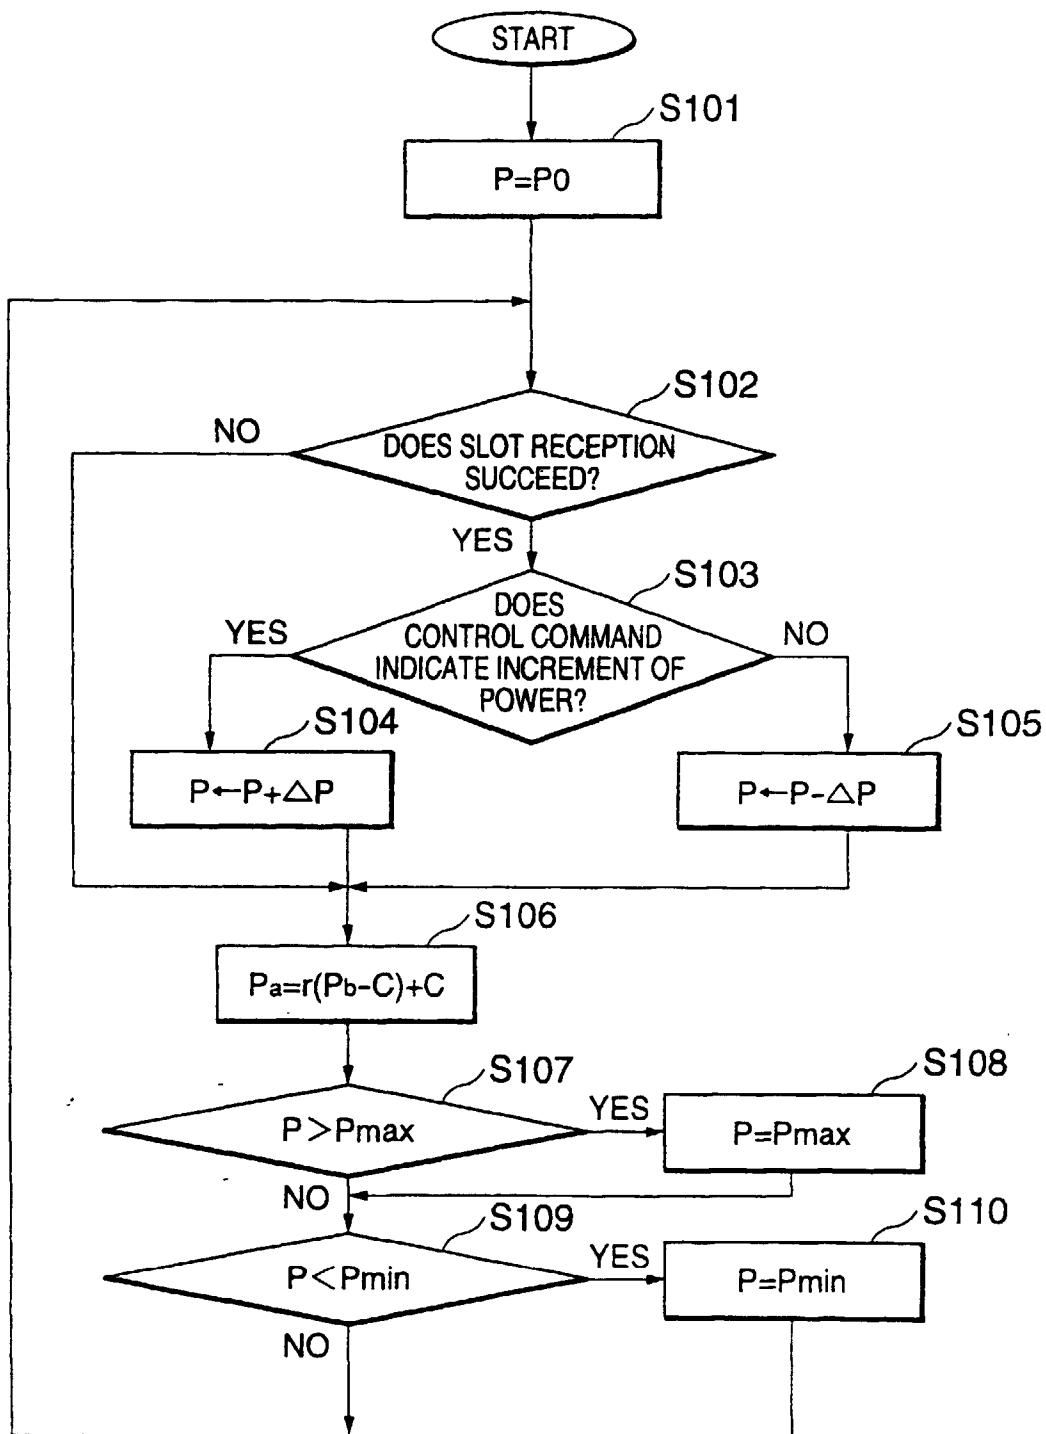 START
S101
P=P0
S102
NO
DOES SLOT RECEPTION
SUCCEED?
YES
S103
DOES
CONTROL COMMAND
INDICATE INCREMENT OF
POWER?
YES
NO
S104
P←P+△P
S105
P←P-△P
S106
Pa=r(Pb-C)+C
S107
P>Pmax
YES
S108
P=Pmax
NO
S109
P<Pmin
YES
S110
P=Pmin
NO